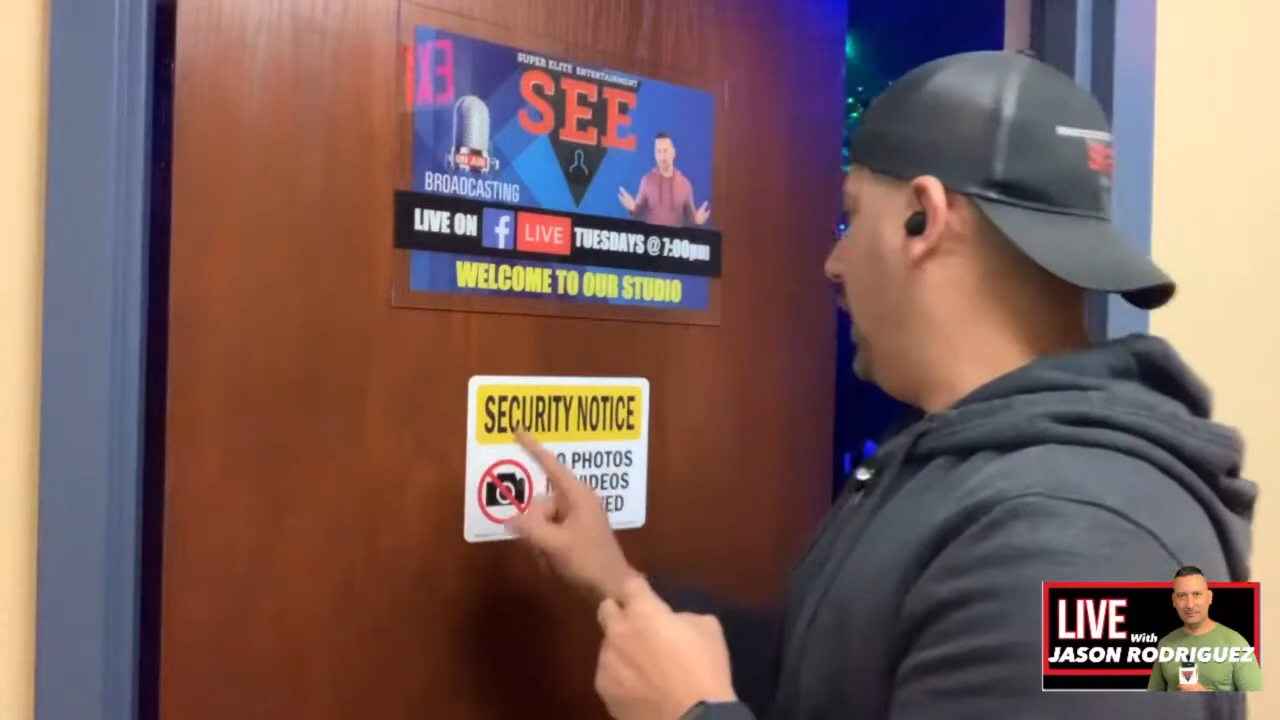 SUPER ELITE ENTERTAINMENT
SEE
ON AIR
BROADCASTING
LIVE ON f LIVE TUESDAYS @ 7:00pm
WELCOME TO OUR STUDIO
SECURITY NOTICE
PHOTOS
VIDEOS
LIVE
With
JASON RODRIGUEZ